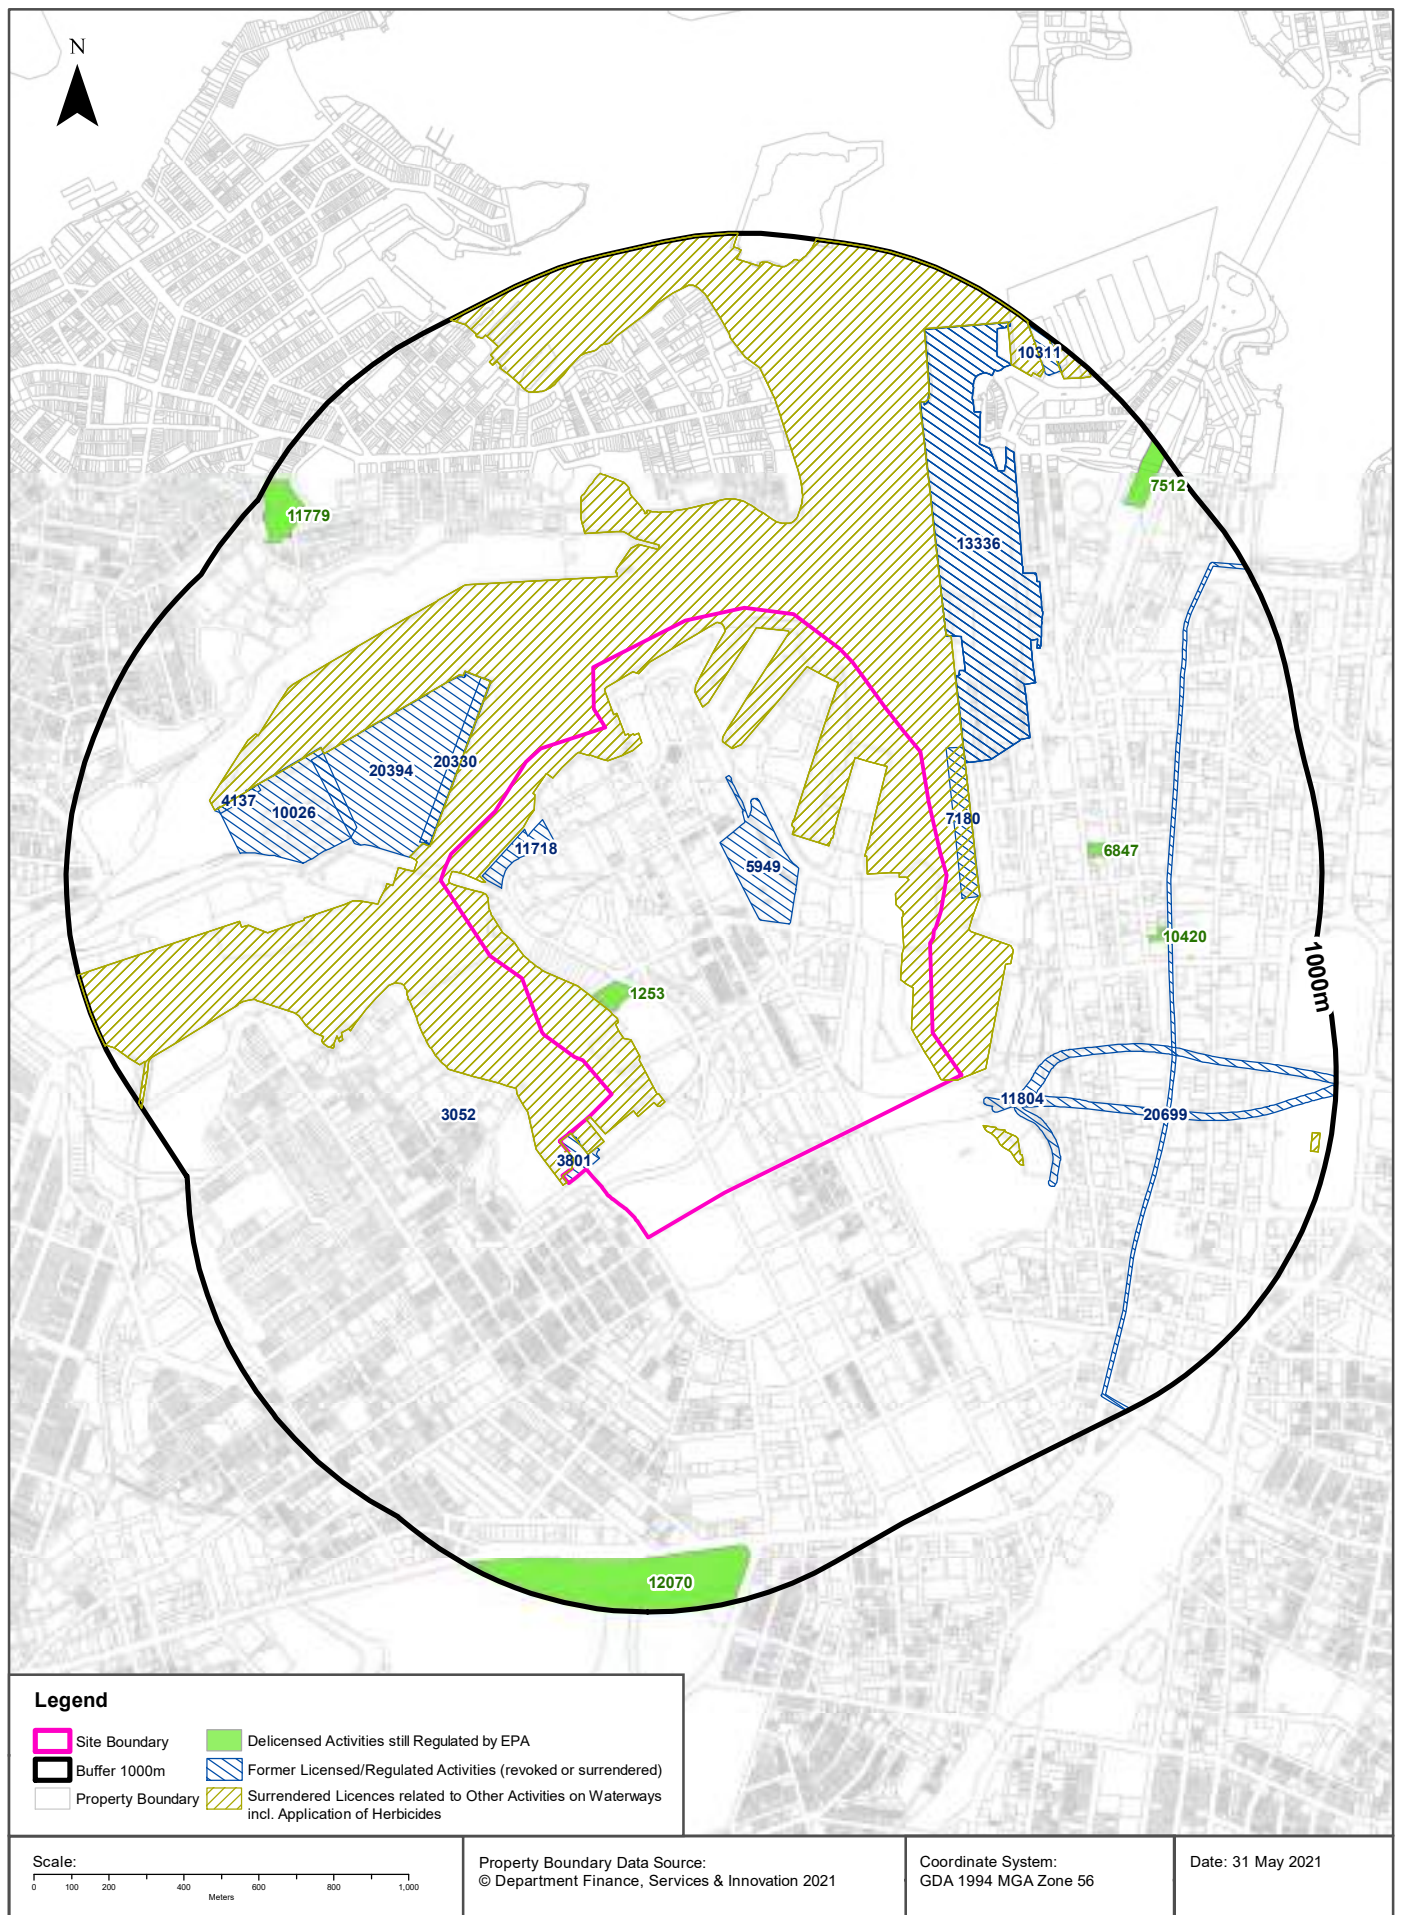 N
10311
7512
11779
13336
20330
20394
4137
10026
7180
11718
6847
5949
10420
1000m
1253
11804
20699
3052
3801
12070
Legend
Site Boundary
Buffer 1000m
Property Boundary
Delicensed Activities still Regulated by EPA
Former Licensed/Regulated Activities (revoked or surrendered)
Surrendered Licences related to Other Activities on Waterways
incl. Application of Herbicides
Scale:
0 100 200 400 600 800 1,000
Meters
Property Boundary Data Source:
© Department Finance, Services & Innovation 2021
Coordinate System:
GDA 1994 MGA Zone 56
Date: 31 May 2021